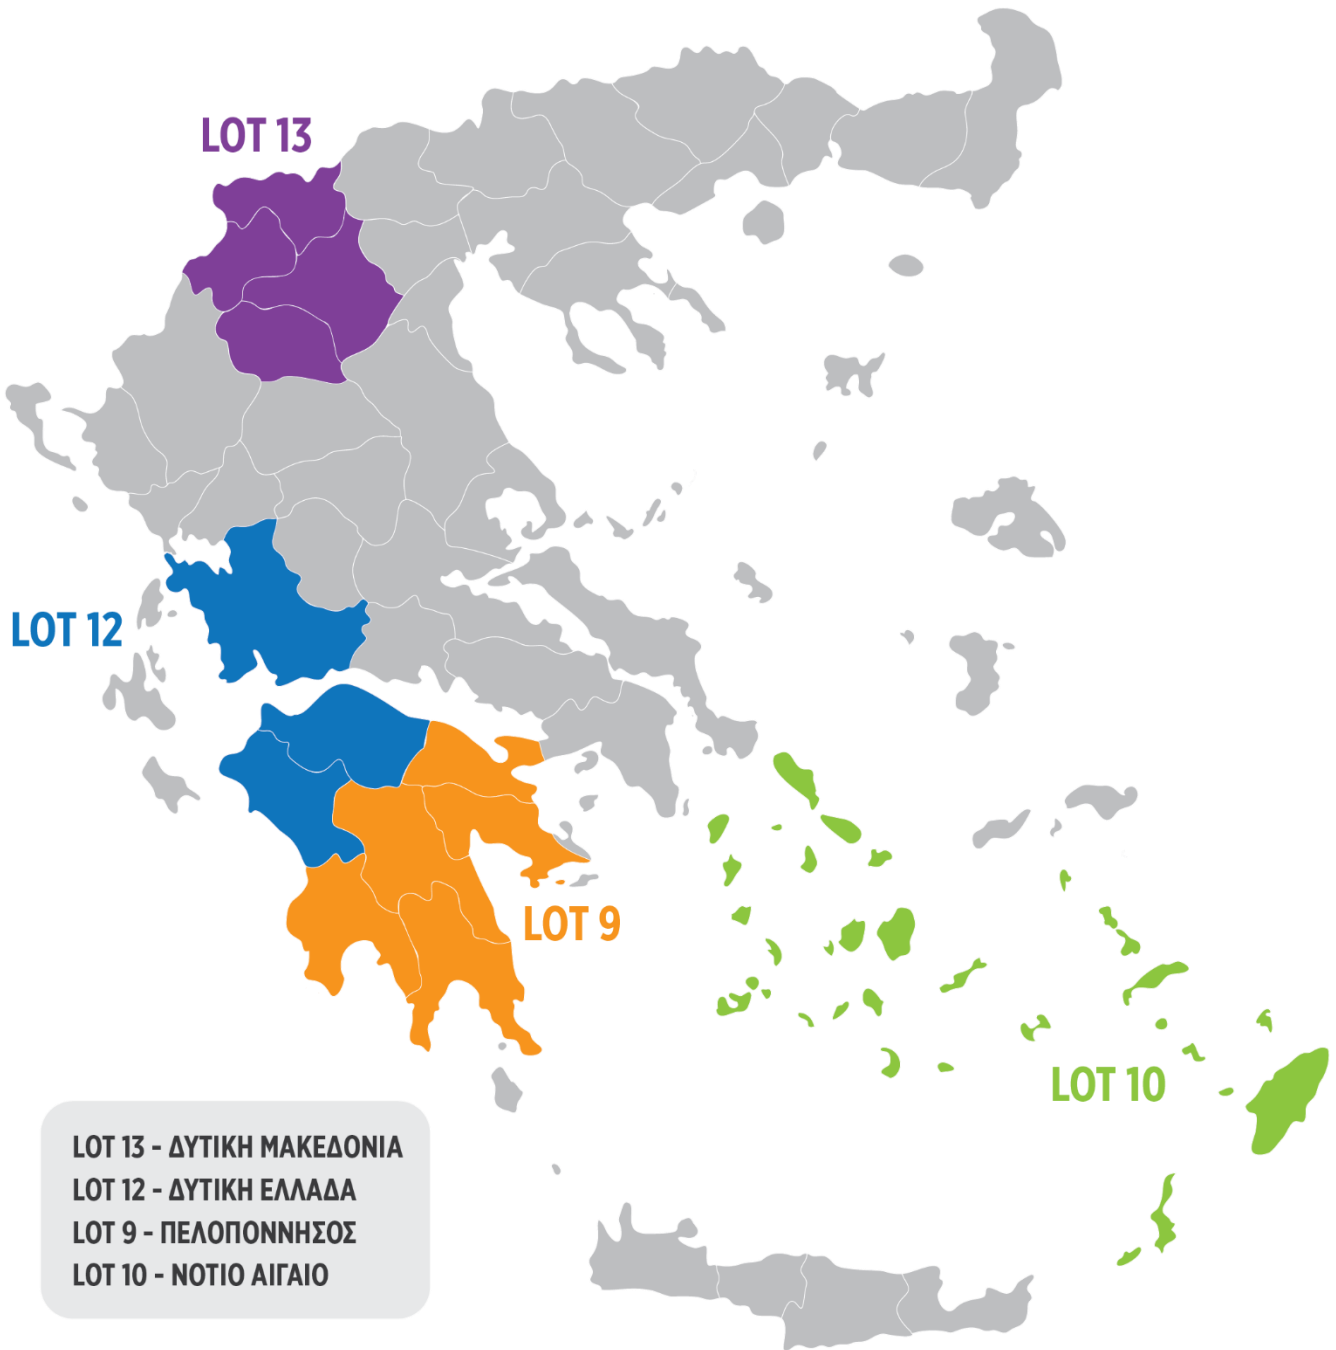 LOT 13
LOT 12
LOT 9
LOT 10
LOT 13 - ΔΥΤΙΚΗ ΜΑΚΕΔΟΝΙΑ
LOT 12 - ΔΥΤΙΚΗ ΕΛΛΑΔΑ
LOT 9 - ΠΕΛΟΠΟΝΝΗΣΟΣ
LOT 10 - ΝΟΤΙΟ ΑΙΓΑΙΟ